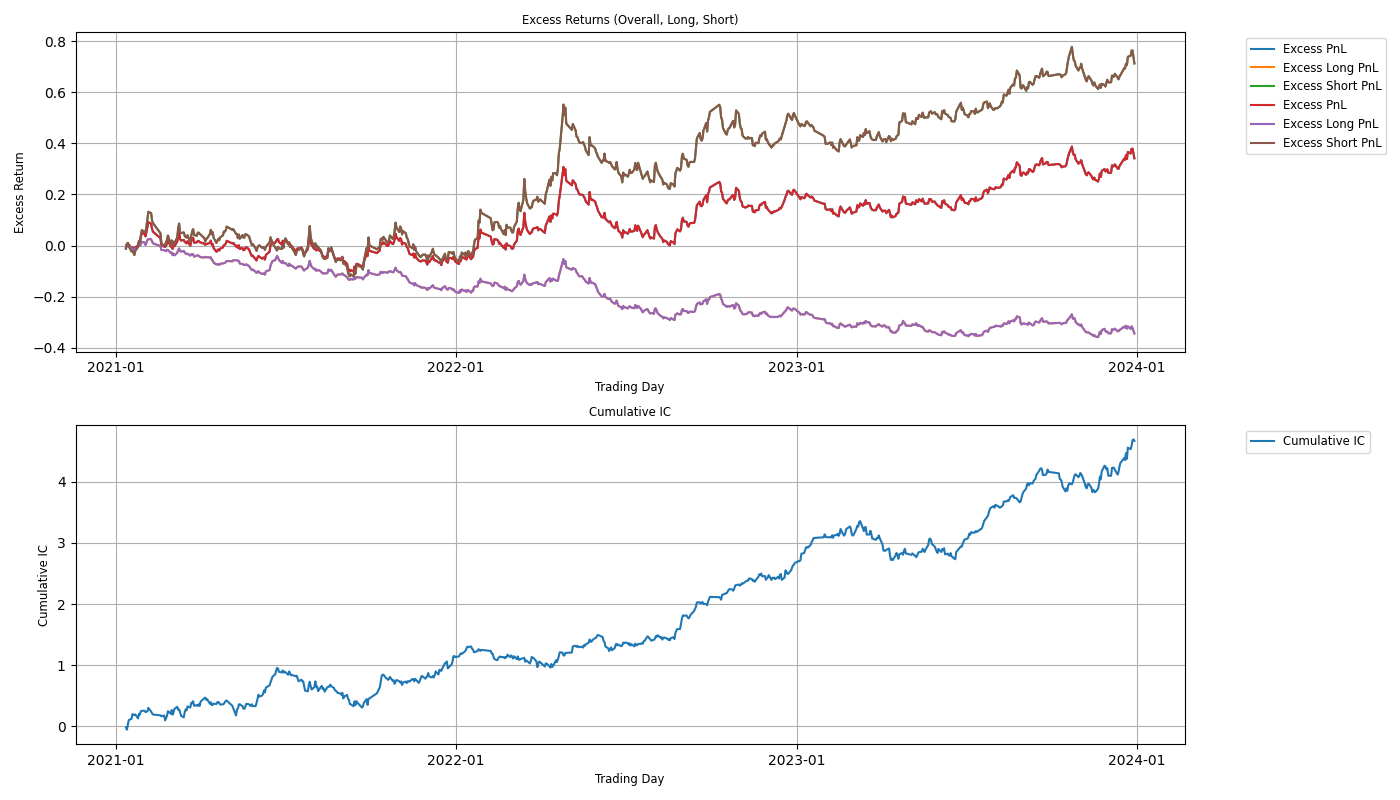 Excess Returns (Overall, Long, Short)
Excess Return
0.8
0.6
0.4
0.2
0.0
−0.2
−0.4
2021-01
2022-01
2023-01
2024-01
Trading Day
Excess PnL
Excess Long PnL
Excess Short PnL
Excess PnL
Excess Long PnL
Excess Short PnL
Cumulative IC
Cumulative IC
4
3
2
1
0
2021-01
2022-01
2023-01
2024-01
Trading Day
Cumulative IC